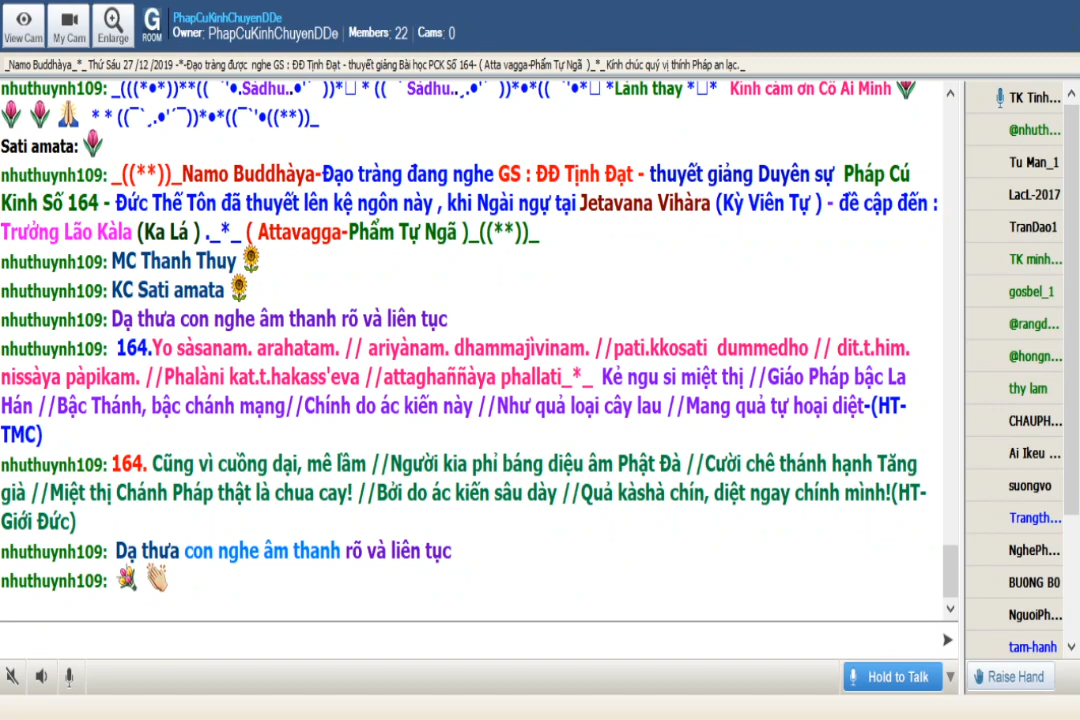 View Cam
My Cam
Enlarge
G
ROOM
PhapCuKinhChuyenDDe
Owner: PhapCuKinhChuyenDDe Members: 22 Cams: 0
_Namo Buddhàya_*_ Thứ Sáu 27 /12 /2019 -*-Đạo tràng được nghe GS : ĐĐ Tịnh Đạt - thuyết giảng Bài học PCK Số 164- ( Atta vagga-Phẩm Tự Ngã )_*_Kính chúc quý vị thính Pháp an lạc._
nhuthuynh109: Sàdhu Sàdhu Lành thay Kính cảm ơn Cô Ai Minh
Sati amata:
nhuthuynh109: _((**))_Namo Buddhàya-Đạo tràng đang nghe GS : ĐĐ Tịnh Đạt - thuyết giảng Duyên sự Pháp Cú
Kinh Số 164 - Đức Thế Tôn đã thuyết lên kệ ngôn này , khi Ngài ngự tại Jetavana Vihàra (Kỳ Viên Tự ) - đề cập đến :
Trưởng Lão Kàla (Ka Lá ) ._*_ ( Attavagga-Phẩm Tự Ngã )_((**))_
nhuthuynh109: MC Thanh Thuy
nhuthuynh109: KC Sati amata
nhuthuynh109: Dạ thưa con nghe âm thanh rõ và liên tục
nhuthuynh109: 164.Yo sàsanam. arahatam. // ariyànam. dhammajìvinam. //pati.kkosati dummedho // dit.t.him.
nissàya pàpikam. //Phalàni kat.t.hakass'eva //attaghaññàya phallati_*_ Kẻ ngu si miệt thị //Giáo Pháp bậc La
Hán //Bậc Thánh, bậc chánh mạng//Chính do ác kiến này //Như quả loại cây lau //Mang quả tự hoại diệt-(HT-
TMC)
nhuthuynh109: 164. Cũng vì cuồng dại, mê lầm //Người kia phỉ báng diệu âm Phật Đà //Cười chê thánh hạnh Tăng
già //Miệt thị Chánh Pháp thật là chua cay! //Bởi do ác kiến sâu dày //Quả kàshà chín, diệt ngay chính mình!(HT-
Giới Đức)
nhuthuynh109: Dạ thưa con nghe âm thanh rõ và liên tục
nhuthuynh109:
TK Tinh...
@nhuth...
Tu Man_1
LacL-2017
TranDao1
TK minh...
gosbel_1
@rangd...
@hongn...
thy lam
CHAUPH...
Ai Ikeu ...
suongvo
Trangth...
NghePh...
BUONG BO
NguoiPh...
tam-hanh
Hold to Talk
Raise Hand